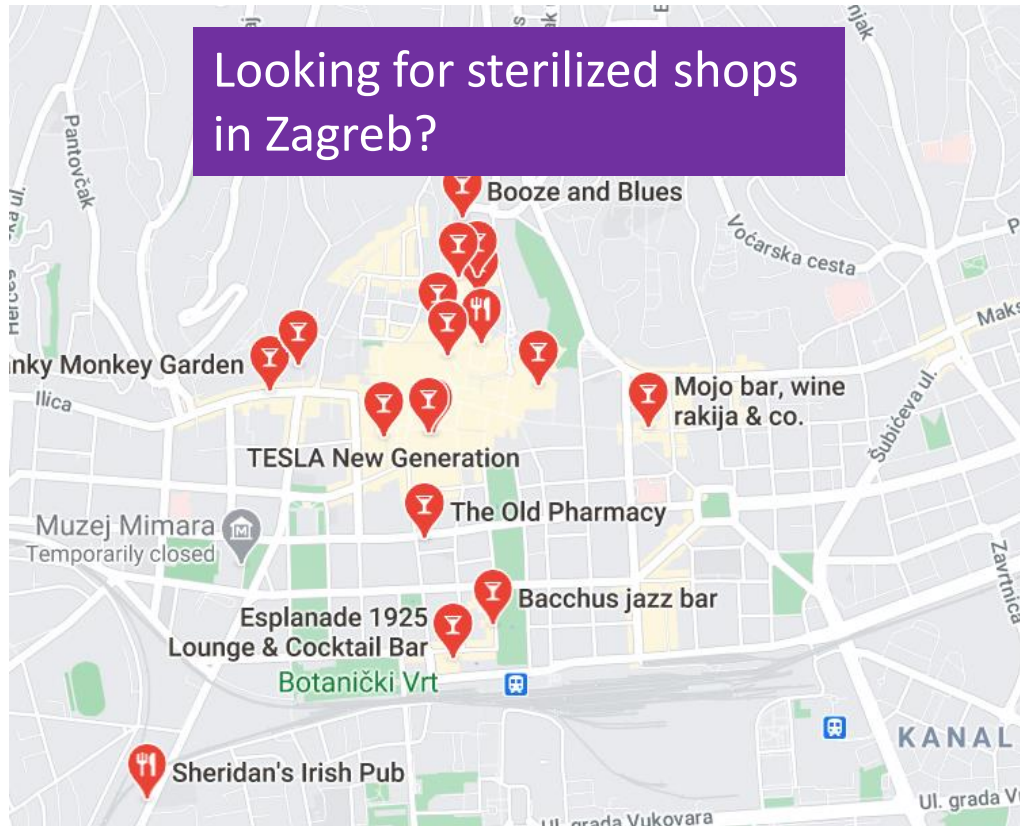 Looking for sterilized shops
in Zagreb?
Pantovčak
Booze and Blues
Voćarska cesta
nky Monkey Garden
Ilica
Mojo bar, wine
rakija & co.
Maks
Šubićeva ul.
TESLA New Generation
The Old Pharmacy
Muzej Mimara
Temporarily closed
Zavrtnica
Bacchus jazz bar
Esplanade 1925
Lounge & Cocktail Bar
Botanički Vrt
KANAL
Sheridan's Irish Pub
Ul. grada Vu
Ul. grada Vukovara